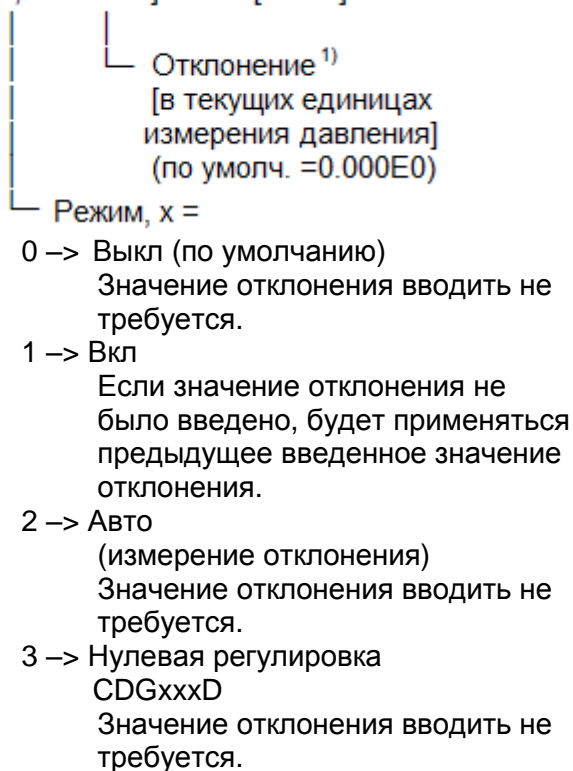 Отклонение 1)
[в текущих единицах
измерения давления]
(по умолч. =0.000E0)
Режим, x =
0 –> Выкл (по умолчанию)
Значение отклонения вводить не
требуется.
1 –> Вкл
Если значение отклонения не
было введено, будет применяться
предыдущее введенное значение
отклонения.
2 –> Авто
(измерение отклонения)
Значение отклонения вводить не
требуется.
3 –> Нулевая регулировка
CDGxxxD
Значение отклонения вводить не
требуется.